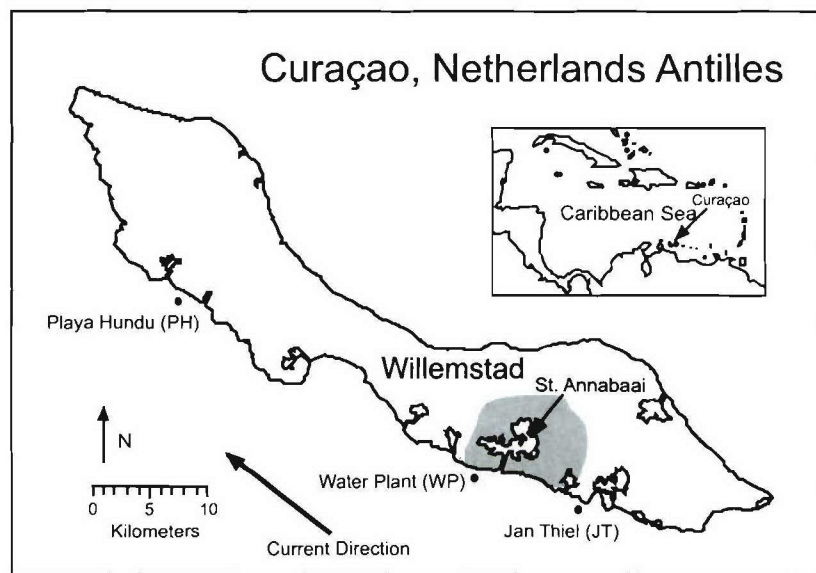 Curaçao, Netherlands Antilles
Caribbean Sea
Curaçao
Playa Hundu (PH)
Willemstad
St. Annabaai
N
Water Plant (WP)
0 5 10
Kilometers
Jan Thiel (JT)
Current Direction